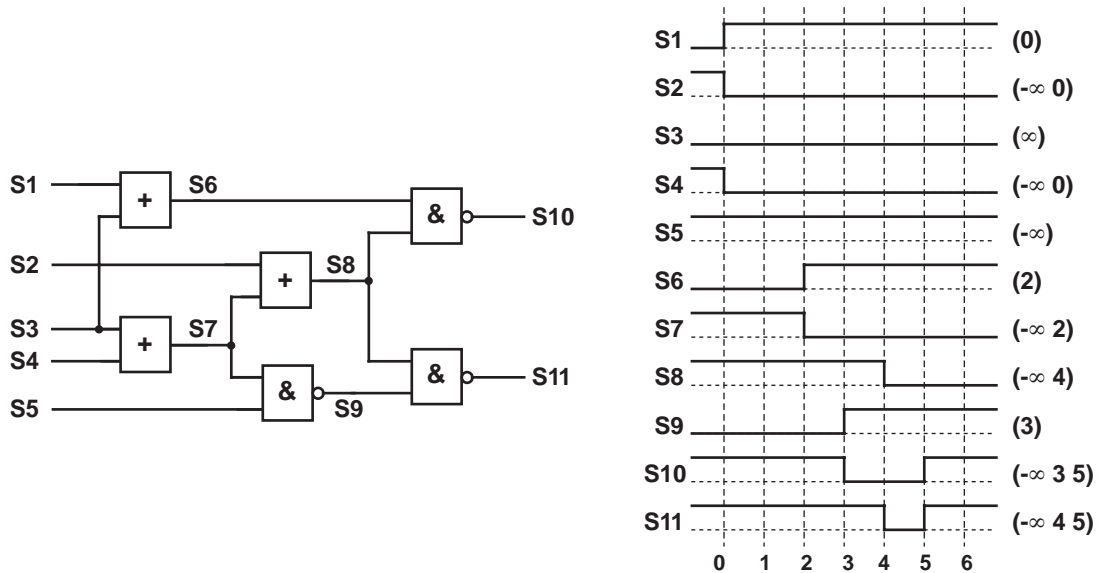 S1
+
S6
&
S10
S2
+
S8
S3
+
S7
S4
&
S11
S5
&
S9
S1 (0)
S2 (-∞ 0)
S3 (∞)
S4 (-∞ 0)
S5 (-∞)
S6 (2)
S7 (-∞ 2)
S8 (-∞ 4)
S9 (3)
S10 (-∞ 3 5)
S11 (-∞ 4 5)
0 1 2 3 4 5 6